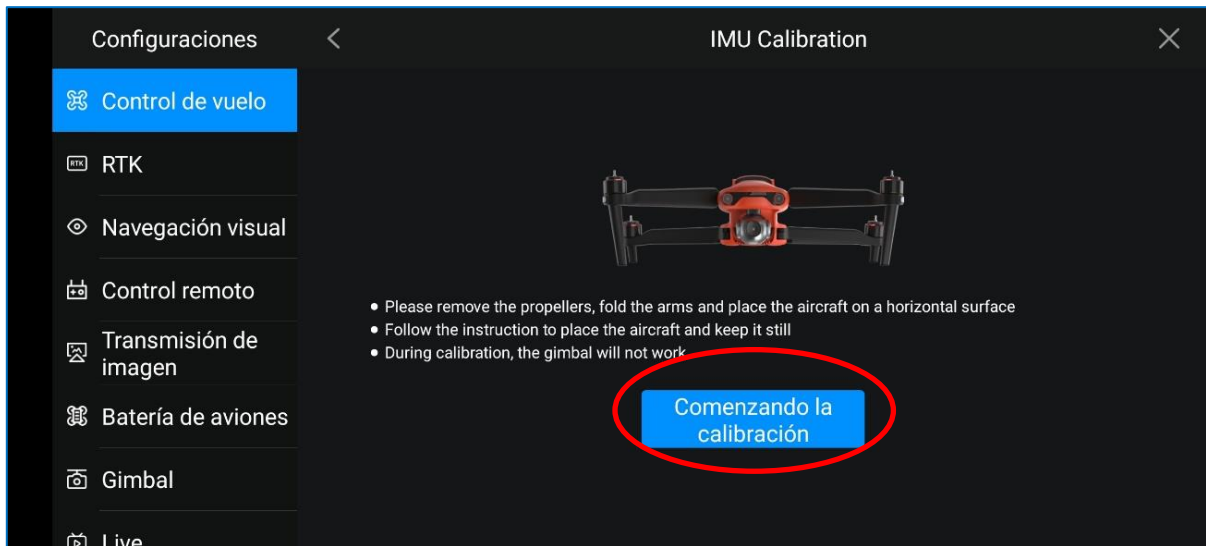 Configuraciones
IMU Calibration
Control de vuelo
RTK
RTK
Navegación visual
Control remoto
Transmisión de
imagen
Batería de aviones
Gimbal
Live
• Please remove the propellers, fold the arms and place the aircraft on a horizontal surface
• Follow the instruction to place the aircraft and keep it still
• During calibration, the gimbal will not work
Comenzando la
calibración